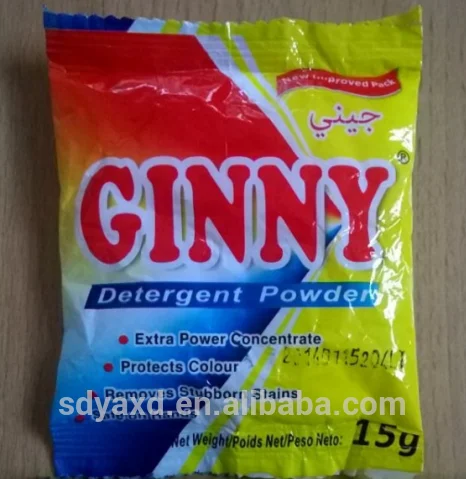 New Improved Pack
جيني
GINNY®
Detergent Powder
Extra Power Concentrate
Protects Colour
Removes Stubborn Stains
sdyaxd.en.alibaba.com
Net Weight/Poids Net/Peso Neto: 15g